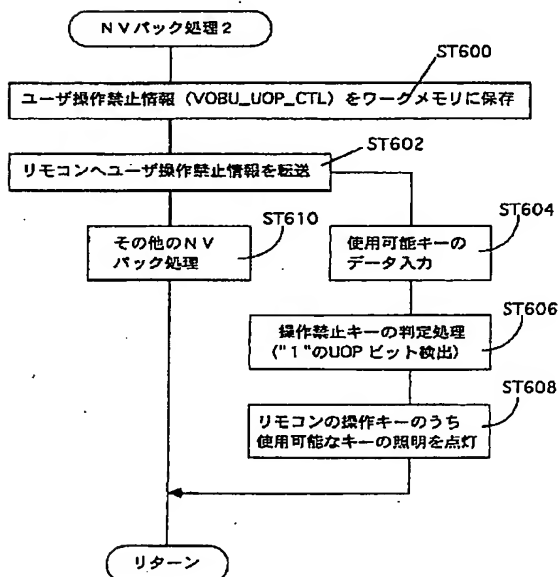 NVパック処理2
ST600
ユーザ操作禁止情報（VOBU_UOP_CTL）をワークメモリに保存
ST602
リモコンへユーザ操作禁止情報を転送
ST610
その他のNV
パック処理
ST604
使用可能キーの
データ入力
ST606
操作禁止キーの判定処理
("1"のUOP ビット検出)
ST608
リモコンの操作キーのうち
使用可能なキーの照明を点灯
リターン